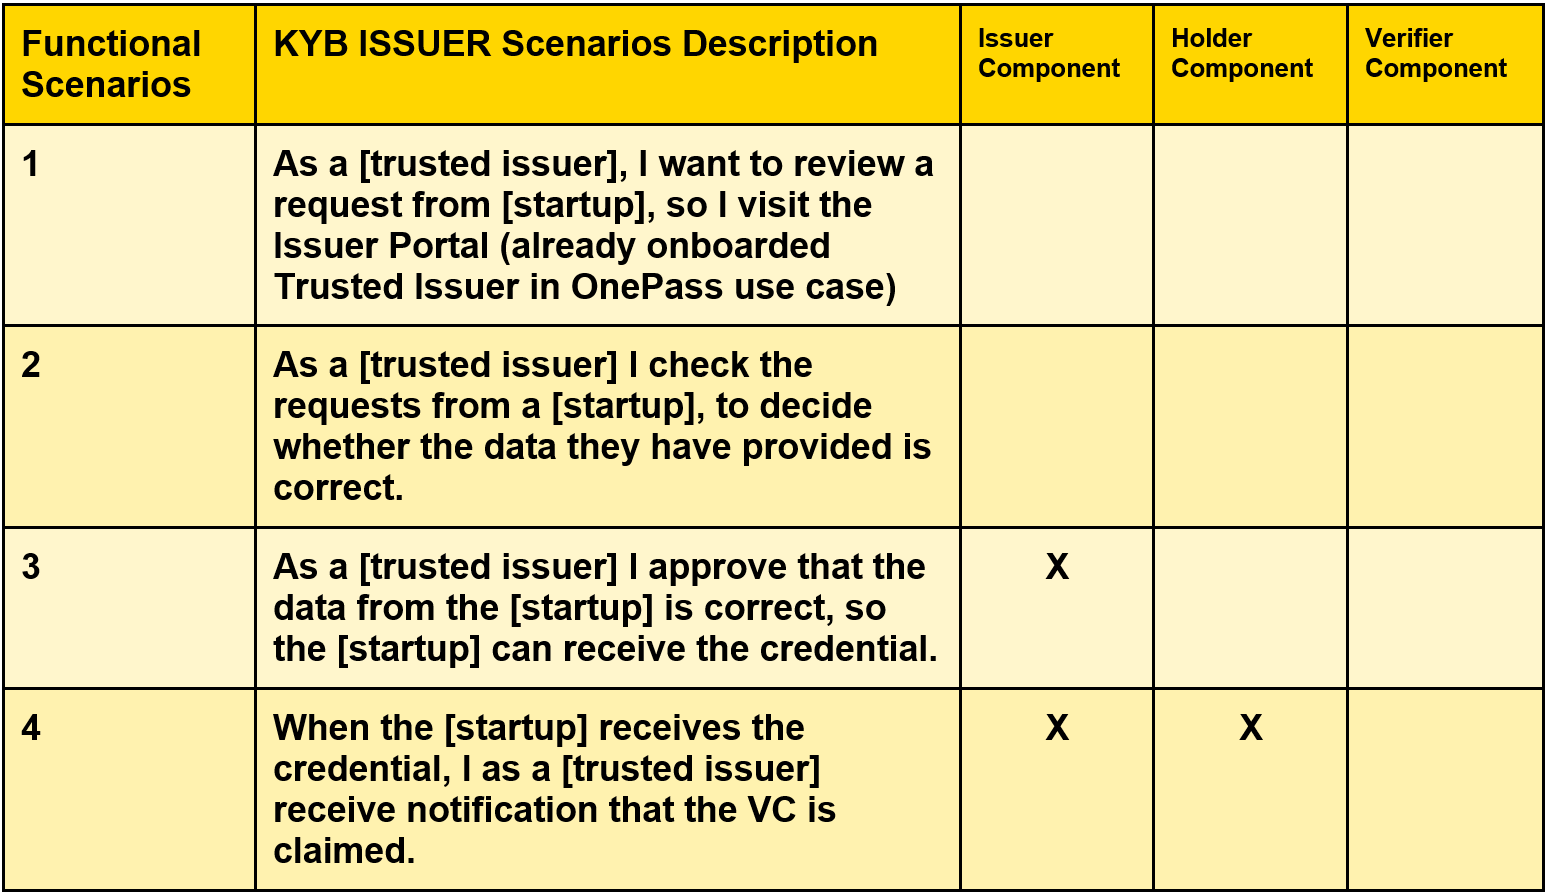 Functional
Scenarios
KYB ISSUER Scenarios Description
Issuer
Component
Holder
Component
Verifier
Component
1
As a [trusted issuer], I want to review a
request from [startup], so I visit the
Issuer Portal (already onboarded
Trusted Issuer in OnePass use case)
2
As a [trusted issuer] I check the
requests from a [startup], to decide
whether the data they have provided is
correct.
3
As a [trusted issuer] I approve that the
data from the [startup] is correct, so
the [startup] can receive the credential.
X
4
When the [startup] receives the
credential, I as a [trusted issuer]
receive notification that the VC is
claimed.
X
X